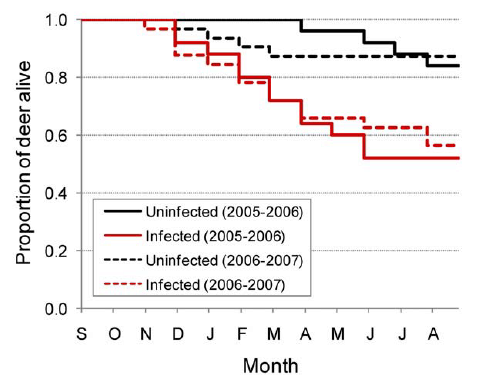 Proportion of deer alive
1.0
0.8
0.6
0.4
0.2
0.0
Uninfected (2005-2006)
Infected (2005-2006)
Uninfected (2006-2007)
Infected (2006-2007)
S O N D J F M A M J J A
Month